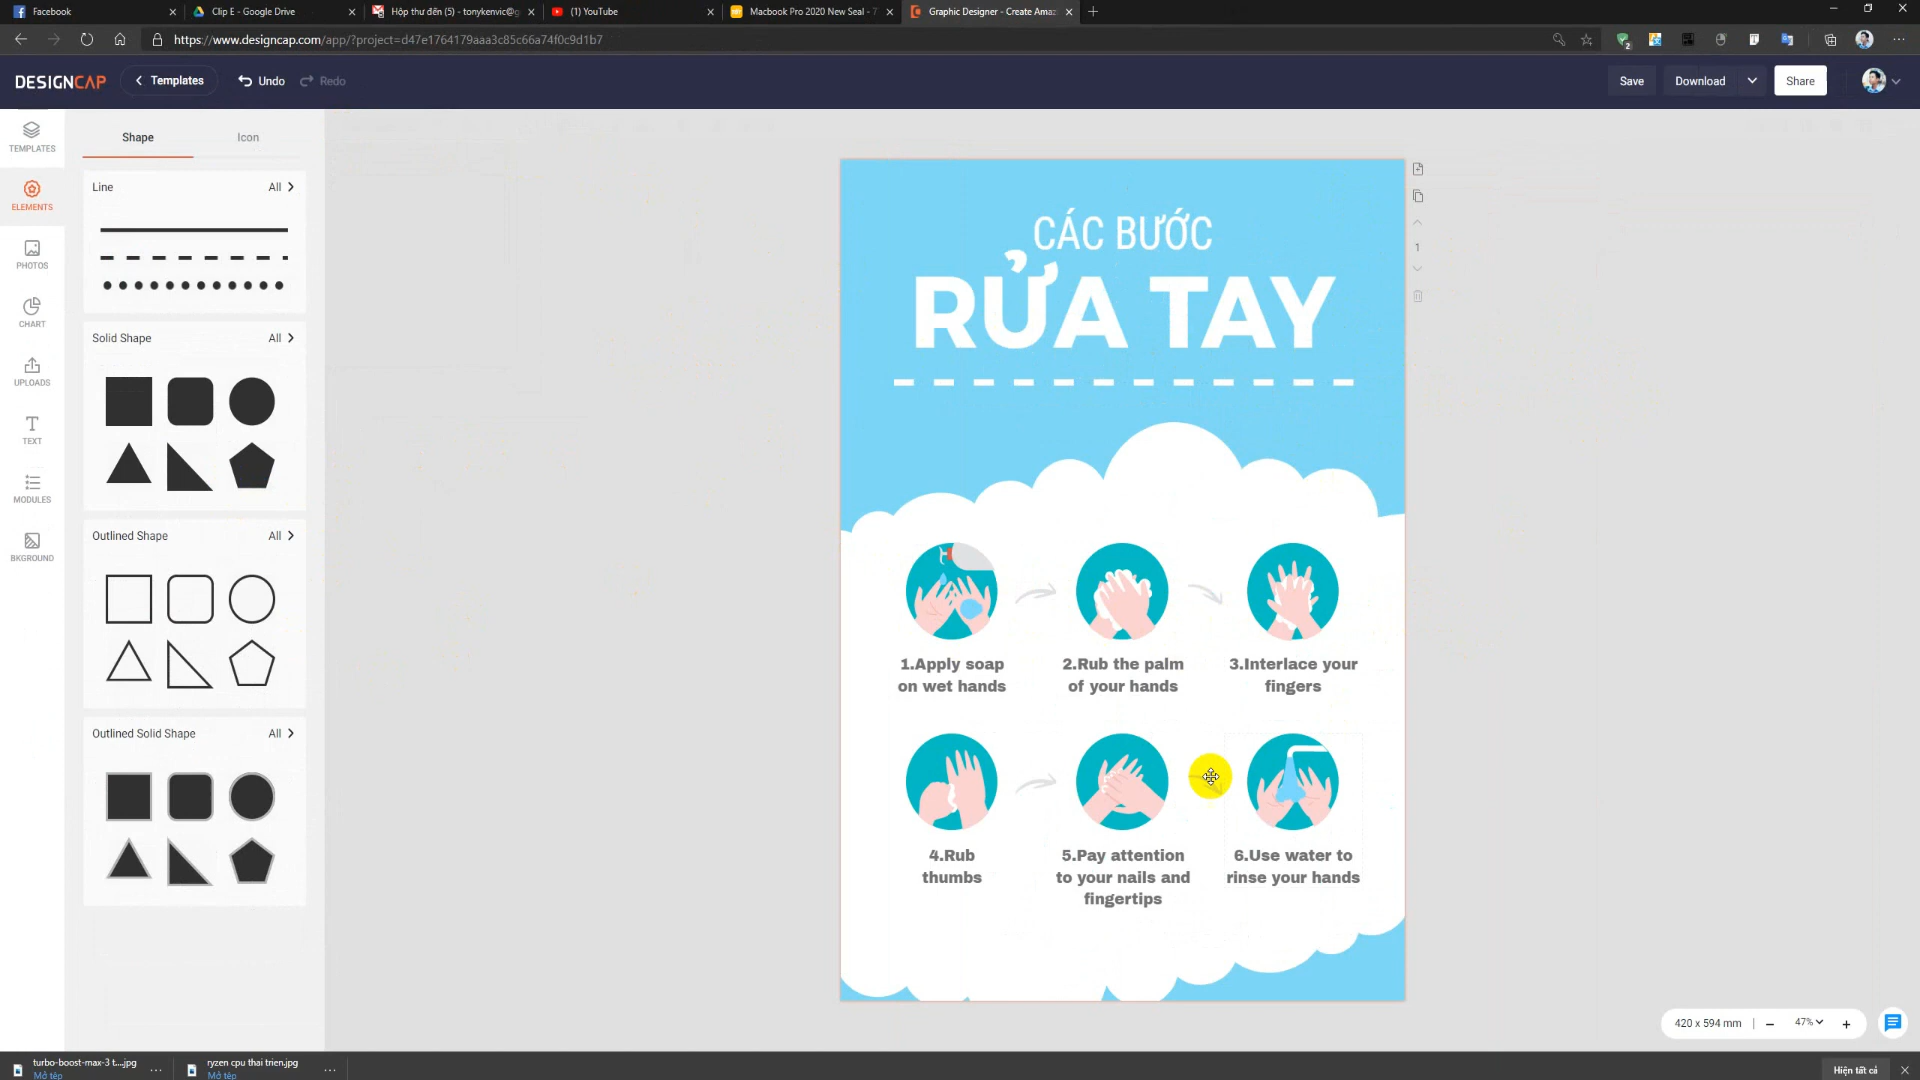 Facebook
Clip E - Google Drive
Hộp thư đến (5) - tonykenvic@g
(1) YouTube
Macbook Pro 2020 New Seal - 7
Graphic Designer - Create Amaz
https://www.designcap.com/app/?project=d47e1764179aaa3c85c66a74f0c9d1b7
DESIGNCAP
Templates
Undo
Redo
Save
Download
Share
TEMPLATES
ELEMENTS
PHOTOS
CHART
UPLOADS
TEXT
MODULES
BKGROUND
Shape
Icon
Line
All
Solid Shape
All
Outlined Shape
All
Outlined Solid Shape
All
CÁC BƯỚC
RỬA TAY
1.Apply soap
on wet hands
2.Rub the palm
of your hands
3.Interlace your
fingers
4.Rub
thumbs
5.Pay attention
to your nails and
fingertips
6.Use water to
rinse your hands
1
420 x 594 mm
47%
turbo-boost-max-3 t....jpg
Mở tệp
ryzen cpu thai trien.jpg
Mở tệp
Hiện tất cả